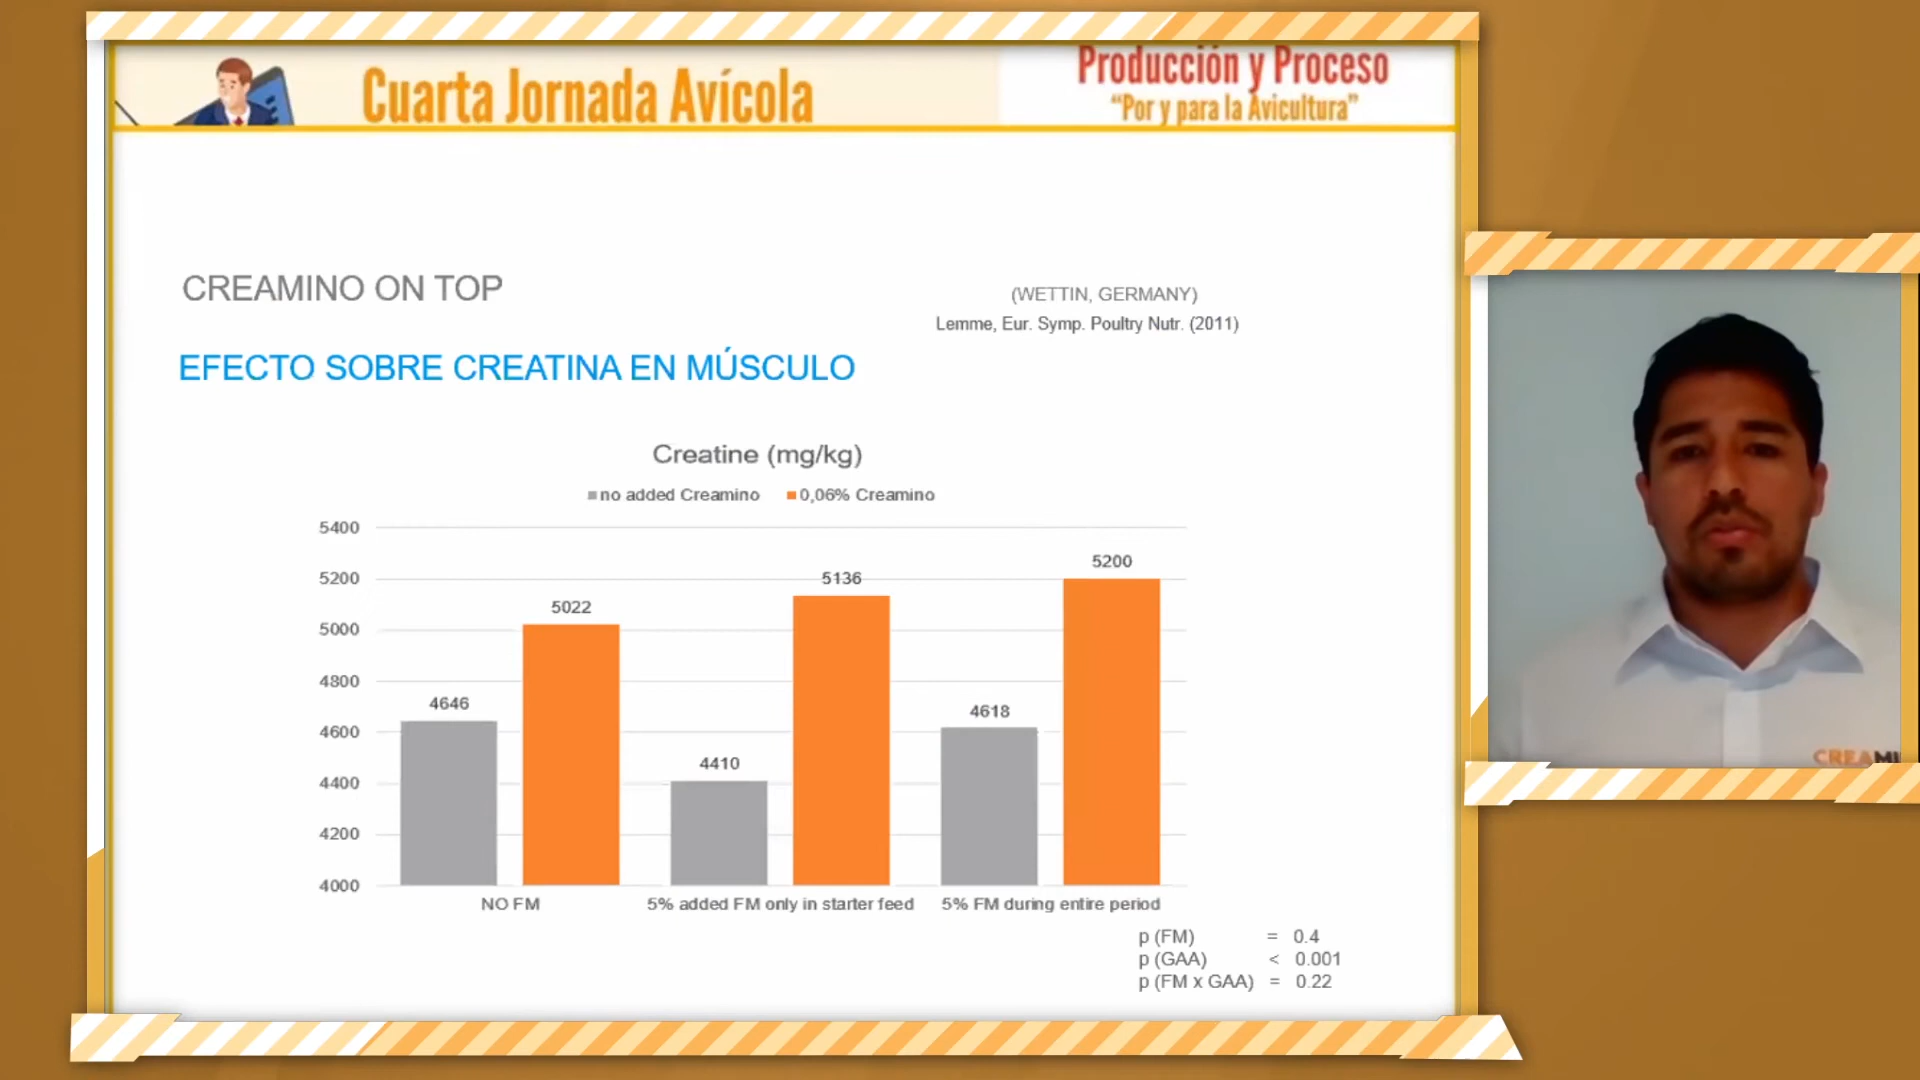 Cuarta Jornada Avícola
Producción y Proceso
“Por y para la Avicultura”
CREAMINO ON TOP
(WETTIN, GERMANY)
Lemme, Eur. Symp. Poultry Nutr. (2011)
EFECTO SOBRE CREATINA EN MÚSCULO
Creatine (mg/kg)
no added Creamino 0,06% Creamino
5400
5200
5000
4800
4600
4400
4200
4000
4646
5022
4410
5136
4618
5200
NO FM
5% added FM only in starter feed
5% FM during entire period
p (FM) = 0.4
p (GAA) < 0.001
p (FM x GAA) = 0.22
CREAMI